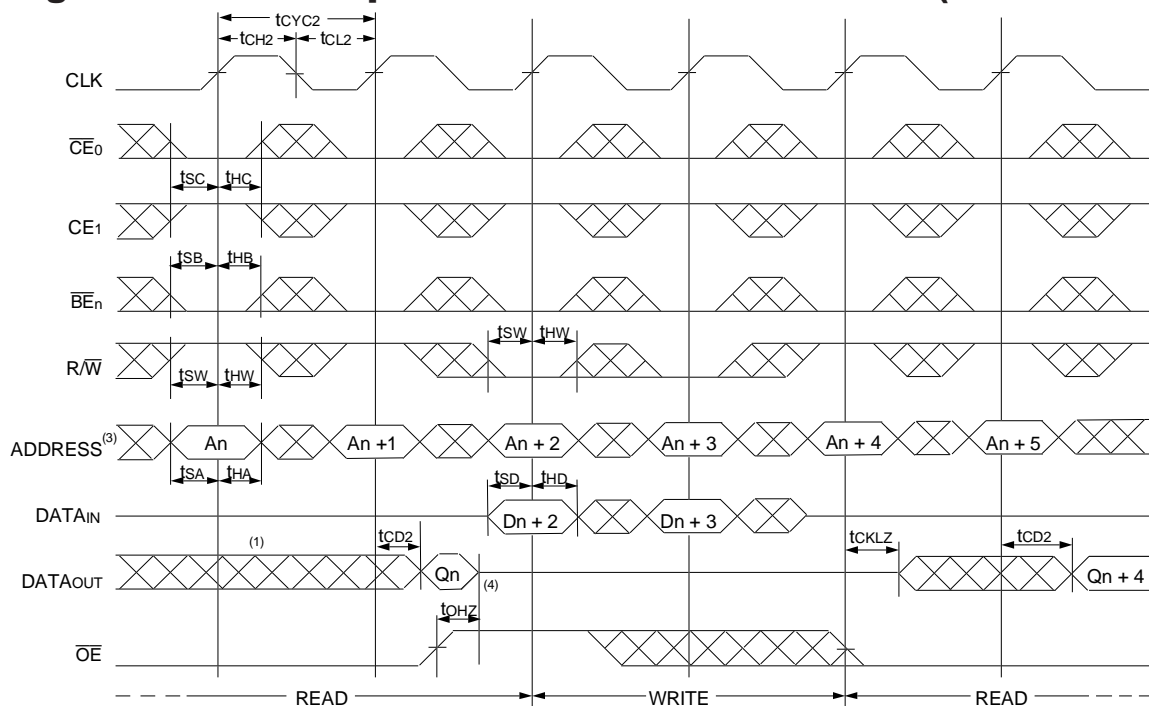 tCYC2
tCH2 tCL2
CLK
CE0
tSC tHC
CE1
tSB tHB
BEn
tSW tHW
R/W
tSW tHW
ADDRESS(3) An An +1 An + 2 An + 3 An + 4 An + 5
tSA tHA tSD tHD
DATAIN Dn + 2 Dn + 3
(1) tCD2 tCKLZ tCD2
DATAOUT Qn (4) Qn + 4
tOHZ
OE
READ WRITE READ